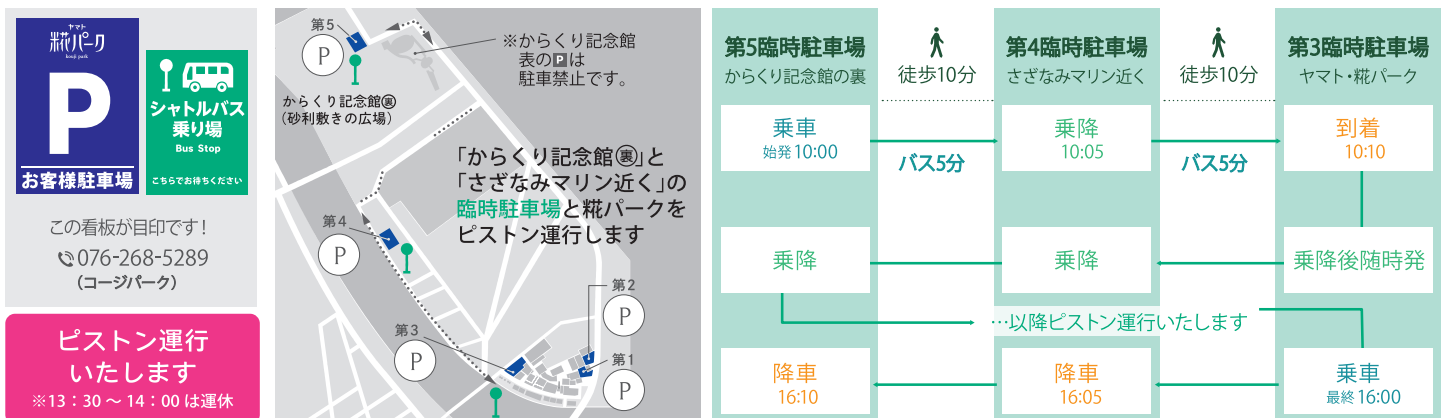 ヤマト
糀パーク
kouji park
P
お客様駐車場
シャトルバス
乗り場
Bus Stop
こちらでお待ちください
この看板が目印です！
076-268-5289
（コージパーク）
ピストン運行
いたします
※13：30～14：00は運休
第5
P
※からくり記念館
表のPは
駐車禁止です。
からくり記念館㊙
（砂利敷きの広場）
「からくり記念館裏」と
「さざなみマリン近く」の
臨時駐車場と糀パークを
ピストン運行します
第4
P
第2
P
第3
P
第1
P
第5臨時駐車場
からくり記念館の裏
徒歩10分
第4臨時駐車場
さざなみマリン近く
徒歩10分
第3臨時駐車場
ヤマト・糀パーク
乗車
始発10:00
バス5分
乗降
10:05
バス5分
到着
10:10
乗降
乗降
乗降後随時発
…以降ピストン運行いたします
降車
16:10
降車
16:05
乗車
最終16:00